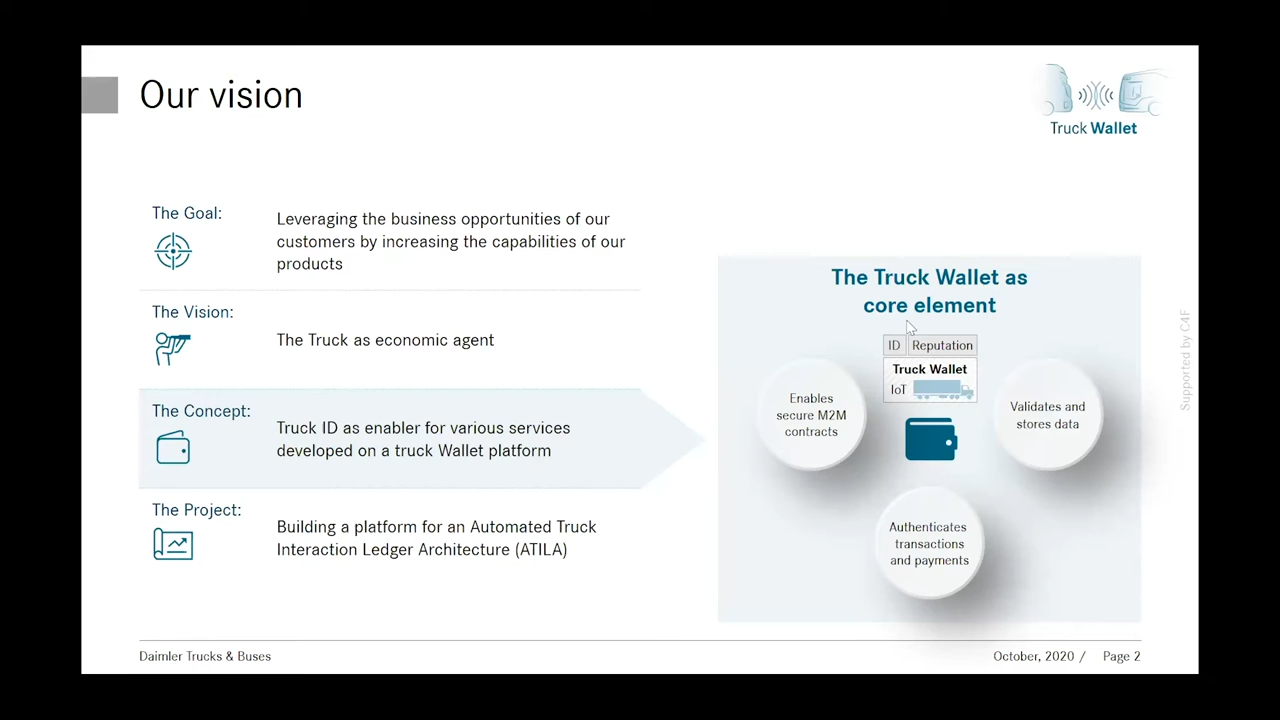 Our vision
Truck Wallet
The Goal:
Leveraging the business opportunities of our
customers by increasing the capabilities of our
products
The Vision:
The Truck as economic agent
The Concept:
Truck ID as enabler for various services
developed on a truck Wallet platform
The Project:
Building a platform for an Automated Truck
Interaction Ledger Architecture (ATILA)
The Truck Wallet as
core element
ID Reputation
Truck Wallet
IoT
Enables
secure M2M
contracts
Validates and
stores data
Authenticates
transactions
and payments
Supported by C4F
Daimler Trucks & Buses
October, 2020 / Page 2